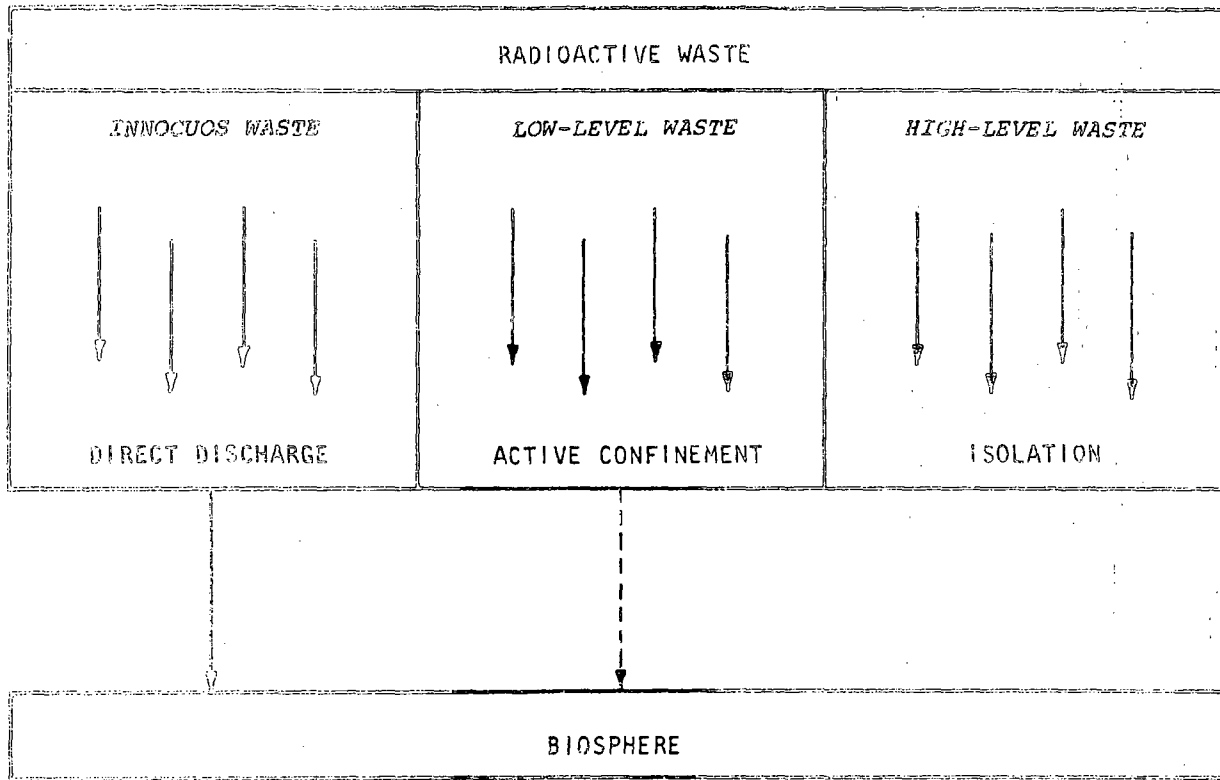 RADIOACTIVE WASTE
INNOCUOS WASTE
LOW-LEVEL WASTE
HIGH-LEVEL WASTE
DIRECT DISCHARGE
ACTIVE CONFINEMENT
ISOLATION
BIOSPHERE